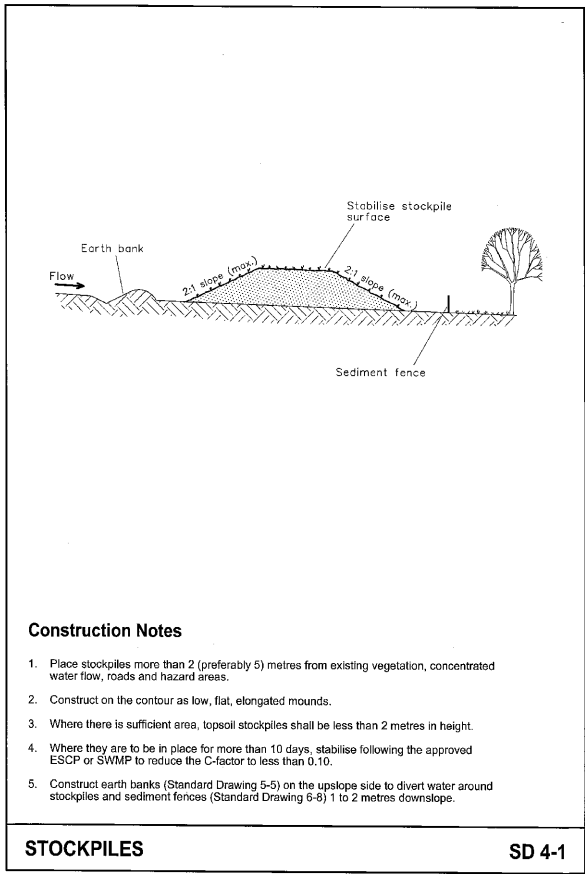 Stabilise stockpile
surface
Earth bank
2:1 slope (max.)
2:1 slope (max.)
Flow
Sediment fence
Construction Notes
1. Place stockpiles more than 2 (preferably 5) metres from existing vegetation, concentrated
water flow, roads and hazard areas.
2. Construct on the contour as low, flat, elongated mounds.
3. Where there is sufficient area, topsoil stockpiles shall be less than 2 metres in height.
4. Where they are to be in place for more than 10 days, stabilise following the approved
ESCP or SWMP to reduce the C-factor to less than 0.10.
5. Construct earth banks (Standard Drawing 5-5) on the upslope side to divert water around
stockpiles and sediment fences (Standard Drawing 6-8) 1 to 2 metres downslope.
STOCKPILES
SD 4-1